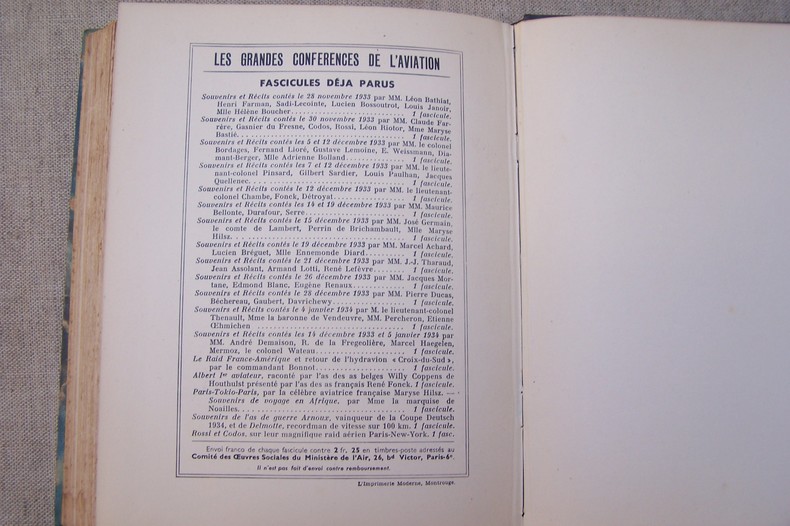 LES GRANDES CONFERENCES DE L'AVIATION
FASCICULES DÉJA PARUS
Souvenirs et Récits contés le 28 novembre 1933 par MM. Léon Bathiat,
Henri Farman, Sadi-Lecointe, Lucien Bossoutrot, Louis Janoir,
Mlle Hélène Boucher........................ 1 fascicule.
Souvenirs et Récits contés le 30 novembre 1933 par MM. Claude Far-
rère, Gasnier du Fresne, Codos, Rossi, Léon Riotor, Mme Maryse
Bastié........................ 1 fascicule.
Souvenirs et Récits contés les 5 et 12 décembre 1933 par MM. le colonel
Bordages, Fernand Lioré, Gustave Lemoine, E. Weissmann, Dia-
mant-Berger, Mlle Adrienne Bolland............ 1 fascicule.
Souvenirs et Récits contés les 7 et 12 décembre 1933 par MM. le lieute-
nant-colonel Pinsard, Gilbert Sardier, Louis Paulhan, Jacques
Quellenec........................ 1 fascicule.
Souvenirs et Récits contés le 12 décembre 1933 par MM. le lieutenant-
colonel Chambe, Fonck, Détroyat............ 1 fascicule.
Souvenirs et Récits contés les 14 et 19 décembre 1933 par MM. Maurice
Bellonte, Durafour, Serre........................ 1 fascicule.
Souvenirs et Récits contés le 15 décembre 1933 par MM. José Germain,
le comte de Lambert, Perrin de Brichambault, Mlle Maryse
Hilsz........................ 1 fascicule.
Souvenirs et Récits contés le 19 décembre 1933 par MM. Marcel Achard,
Lucien Bréguet, Mlle Ennemonde Diard.......... 1 fascicule.
Souvenirs et Récits contés le 21 décembre 1933 par MM. J.-J. Tharaud,
Jean Assolant, Armand Lotti, René Lefèvre....... 1 fascicule.
Souvenirs et Récits contés le 26 décembre 1933 par MM. Jacques Mor-
tane, Edmond Blanc, Eugène Renaux............ 1 fascicule.
Souvenirs et Récits contés le 28 décembre 1933 par MM. Pierre Ducas,
Béchereau, Gaubert, Davrichewy................ 1 fascicule.
Souvenirs et Récits contés le 4 janvier 1934 par M. le lieutenant-colonel
Thenault, Mme la baronne de Vendeuvre, MM. Percheron, Etienne
Œhmichen ........................ 1 fascicule.
Souvenirs et Récits contés les 14 décembre 1933 et 5 janvier 1934 par
MM. André Demaison, R. de la Fregeolière, Marcel Haegelen,
Mermoz, le colonel Wateau.................... 1 fascicule.
Le Raid France-Amérique et retour de l'hydravion « Croix-du-Sud »,
par le commandant Bonnot.................... 1 fascicule.
Albert Ier aviateur, raconté par l'as des as belges Willy Coppens de
Houthulst présenté par l'as des as français René Fonck. 1 fascicule.
Paris-Tokio-Paris, par la célèbre aviatrice française Maryse Hilsz. —
Souvenirs de voyage en Afrique, par Mme la marquise de
Noailles........................ 1 fascicule.
Souvenirs de l'as de guerre Arnoux, vainqueur de la Coupe Deutsch
1934, et de Delmotte, recordman de vitesse sur 100 km. 1 fascicule.
Rossi et Codos, sur leur magnifique raid aérien Paris-New-York. 1 fasc.
Envoi franco de chaque fascicule contre 2 fr. 25 en timbres-poste adressés au
Comité des Œuvres Sociales du Ministère de l'Air, 26, bd Victor, Paris-6e.
Il n'est pas fait d'envoi contre remboursement.
L'Imprimerie Moderne, Montrouge.